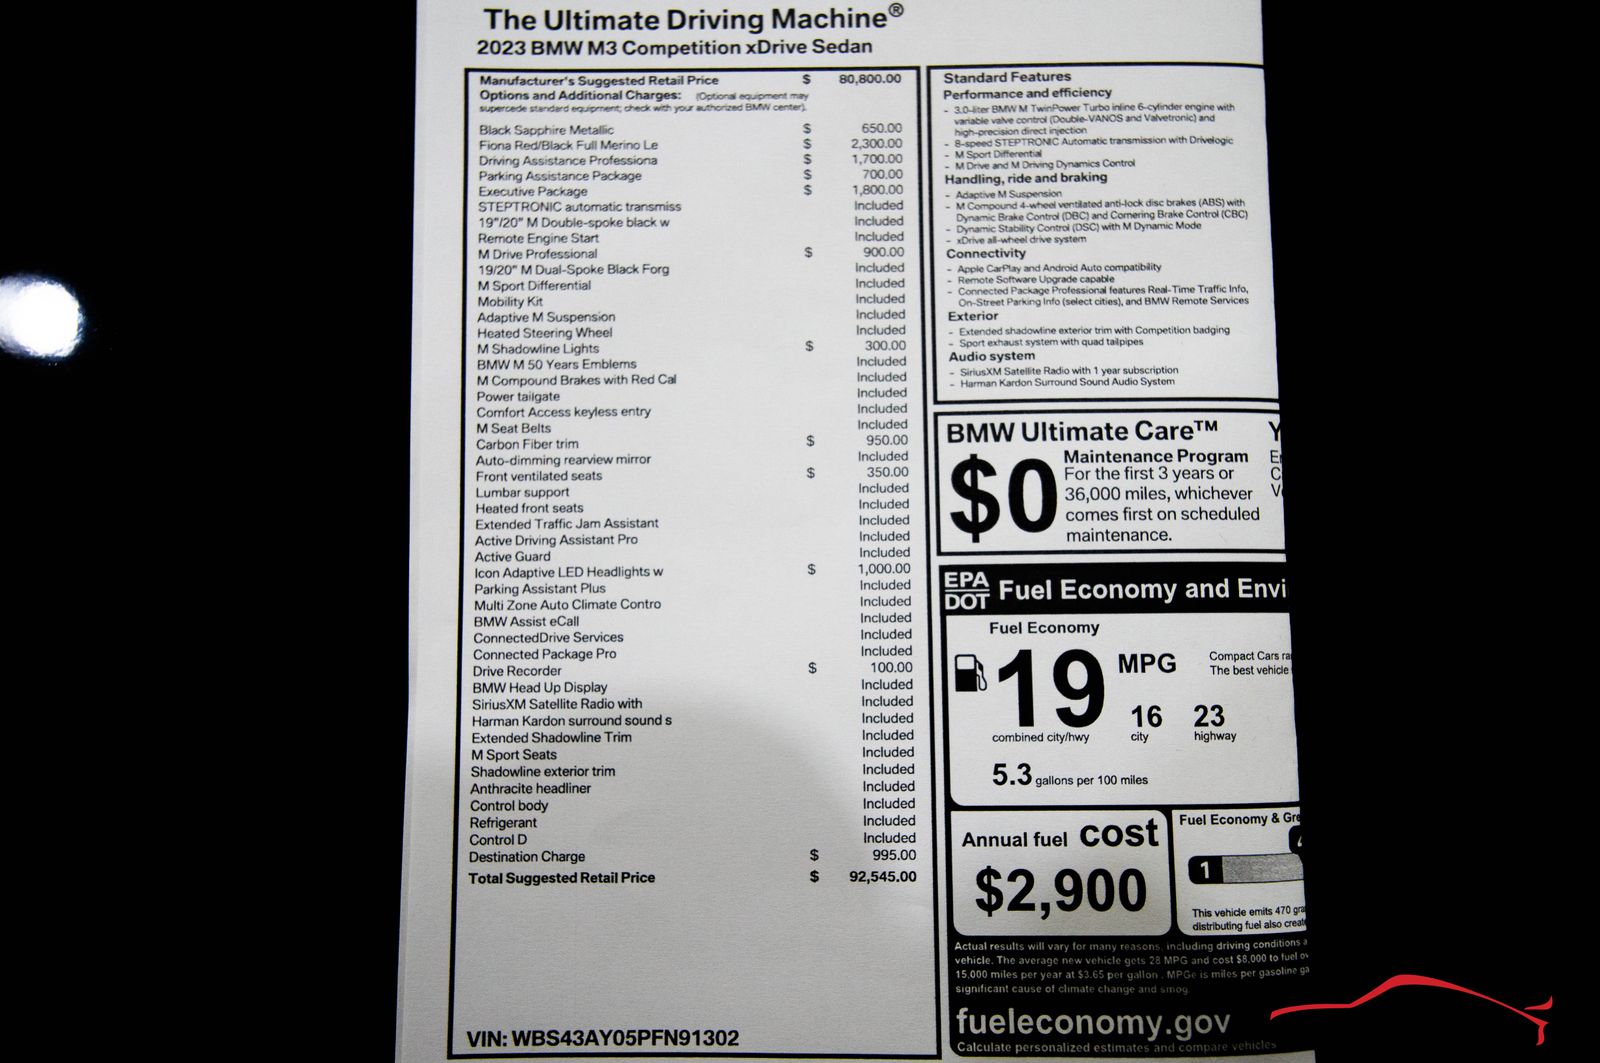 The Ultimate Driving Machine®
2023 BMW M3 Competition xDrive Sedan
Manufacturer's Suggested Retail Price $ 80,800.00
Options and Additional Charges: (Optional equipment may
supercede standard equipment; check with your authorized BMW center).
Black Sapphire Metallic $ 650.00
Fiona Red/Black Full Merino Le $ 2,300.00
Driving Assistance Professiona $ 1,700.00
Parking Assistance Package $ 700.00
Executive Package $ 1,800.00
STEPTRONIC automatic transmiss Included
19"/20" M Double-spoke black w Included
Remote Engine Start Included
M Drive Professional $ 900.00
19/20" M Dual-Spoke Black Forg Included
M Sport Differential Included
Mobility Kit Included
Adaptive M Suspension Included
Heated Steering Wheel Included
M Shadowline Lights $ 300.00
BMW M 50 Years Emblems Included
M Compound Brakes with Red Cal Included
Power tailgate Included
Comfort Access keyless entry Included
M Seat Belts Included
Carbon Fiber trim $ 950.00
Auto-dimming rearview mirror Included
Front ventilated seats $ 350.00
Lumbar support Included
Heated front seats Included
Extended Traffic Jam Assistant Included
Active Driving Assistant Pro Included
Active Guard Included
Icon Adaptive LED Headlights w $ 1,000.00
Parking Assistant Plus Included
Multi Zone Auto Climate Contro Included
BMW Assist eCall Included
ConnectedDrive Services Included
Connected Package Pro Included
Drive Recorder $ 100.00
BMW Head Up Display Included
SiriusXM Satellite Radio with Included
Harman Kardon surround sound s Included
Extended Shadowline Trim Included
M Sport Seats Included
Shadowline exterior trim Included
Anthracite headliner Included
Control body Included
Refrigerant Included
Control D Included
Destination Charge $ 995.00
Total Suggested Retail Price $ 92,545.00
VIN: WBS43AY05PFN91302
Standard Features
Performance and efficiency
- 3.0-liter BMW M TwinPower Turbo inline 6-cylinder engine with
variable valve control (Double-VANOS and Valvetronic) and
high-precision direct injection
- 8-speed STEPTRONIC Automatic transmission with Drivelogic
- M Sport Differential
- M Drive and M Driving Dynamics Control
Handling, ride and braking
- Adaptive M Suspension
- M Compound 4-wheel ventilated anti-lock disc brakes (ABS) with
Dynamic Brake Control (DBC) and Cornering Brake Control (CBC)
- Dynamic Stability Control (DSC) with M Dynamic Mode
- xDrive all-wheel drive system
Connectivity
- Apple CarPlay and Android Auto compatibility
- Remote Software Upgrade capable
- Connected Package Professional features Real-Time Traffic Info,
On-Street Parking Info (select cities), and BMW Remote Services
Exterior
- Extended shadowline exterior trim with Competition badging
- Sport exhaust system with quad tailpipes
Audio system
- SiriusXM Satellite Radio with 1 year subscription
- Harman Kardon Surround Sound Audio System
BMW Ultimate Care™
$0
Maintenance Program
For the first 3 years or
36,000 miles, whichever
comes first on scheduled
maintenance.
EPA
DOT
Fuel Economy and Envi
Fuel Economy
19 MPG
Compact Cars ra
The best vehicle
16 23
combined city/hwy city highway
5.3 gallons per 100 miles
Annual fuel cost
$2,900
Fuel Economy & Gre
1
This vehicle emits 470 gra
distributing fuel also creat
Actual results will vary for many reasons, including driving conditions a
vehicle. The average new vehicle gets 28 MPG and cost $8,000 to fuel ov
15,000 miles per year at $3.65 per gallon . MPGe is miles per gasoline ga
significant cause of climate change and smog.
fueleconomy.gov
Calculate personalized estimates and compare vehicles